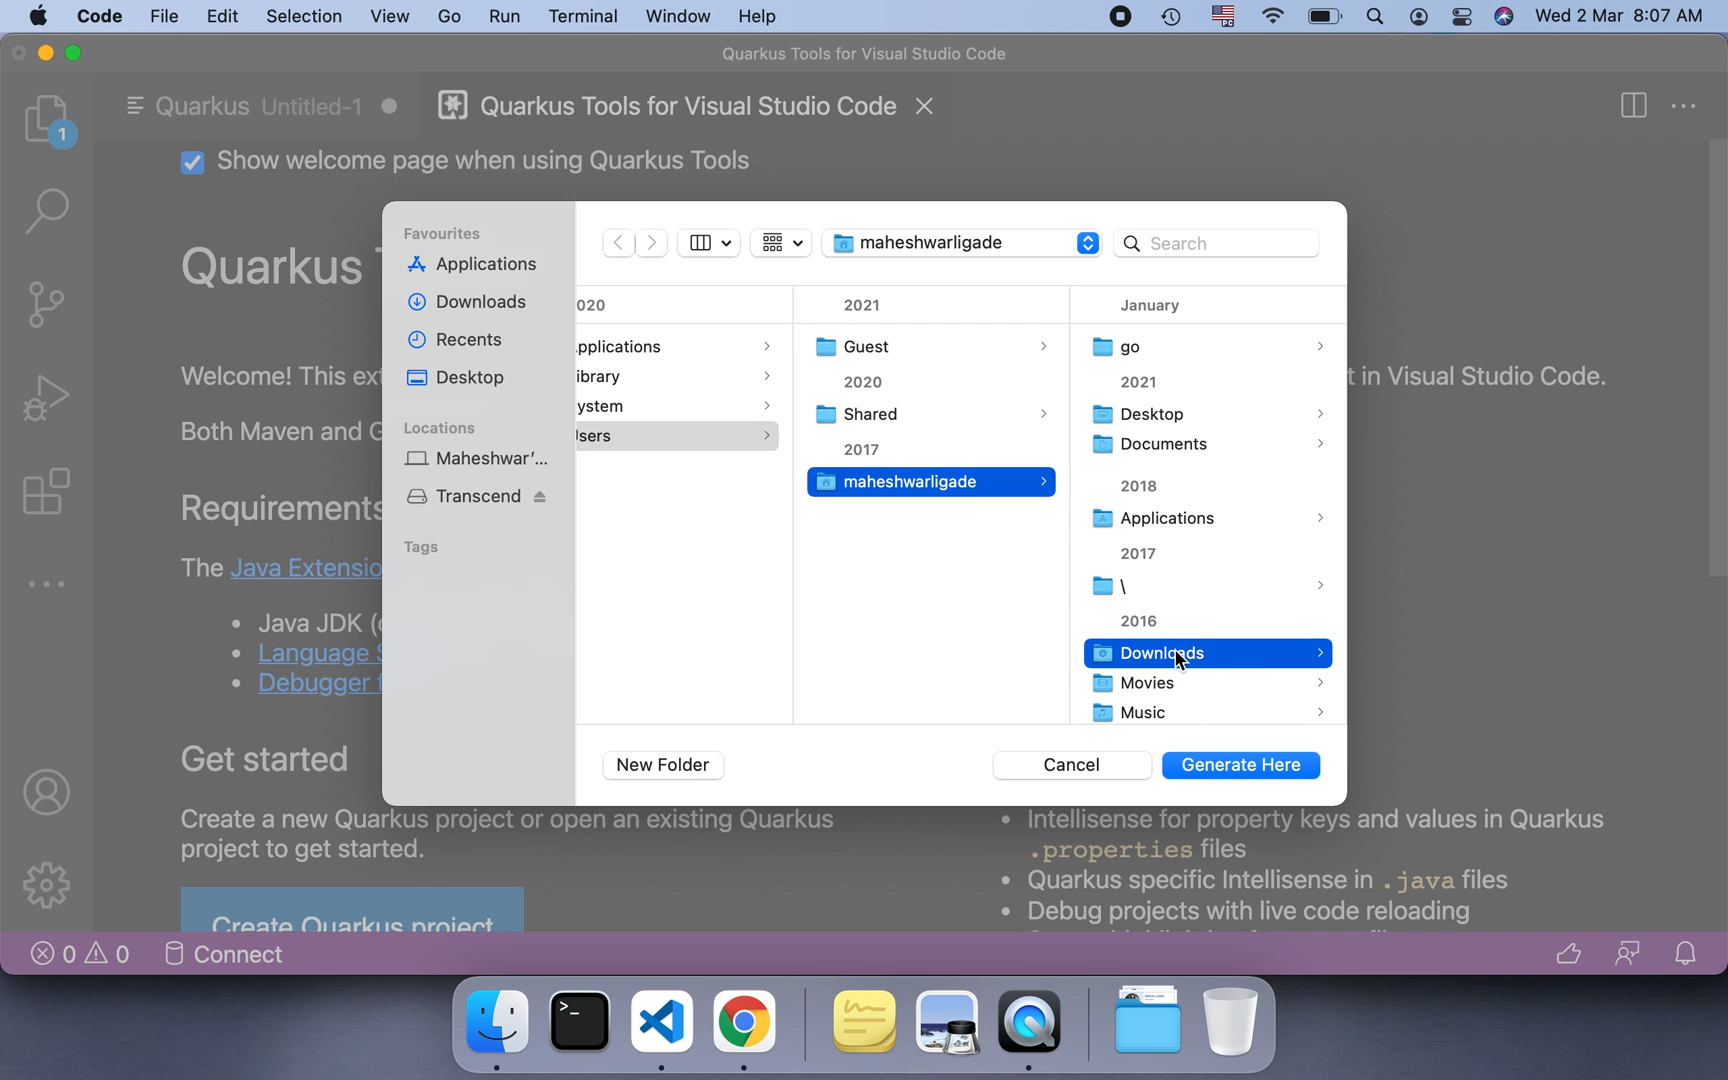 Code File Edit Selection View Go Run Terminal Window Help Wed 2 Mar 8:07 AM
Quarkus Tools for Visual Studio Code
Quarkus Untitled-1 Quarkus Tools for Visual Studio Code
1
Show welcome page when using Quarkus Tools
Quarkus T
Welcome! This ext
t in Visual Studio Code.
Both Maven and G
Requirements
The Java Extensio
• Java JDK (
• Language S
• Debugger f
Get started
Create a new Quarkus project or open an existing Quarkus
project to get started.
Create Quarkus project
• Intellisense for property keys and values in Quarkus
.properties files
• Quarkus specific Intellisense in .java files
• Debug projects with live code reloading
Favourites
Applications
Downloads
Recents
Desktop
Locations
Maheshwar'...
Transcend
Tags
maheshwarligade
Search
020
pplications
ibrary
ystem
sers
2021
Guest
2020
Shared
2017
maheshwarligade
January
go
2021
Desktop
Documents
2018
Applications
2017
\
2016
Downloads
Movies
Music
New Folder Cancel Generate Here
0 0 Connect